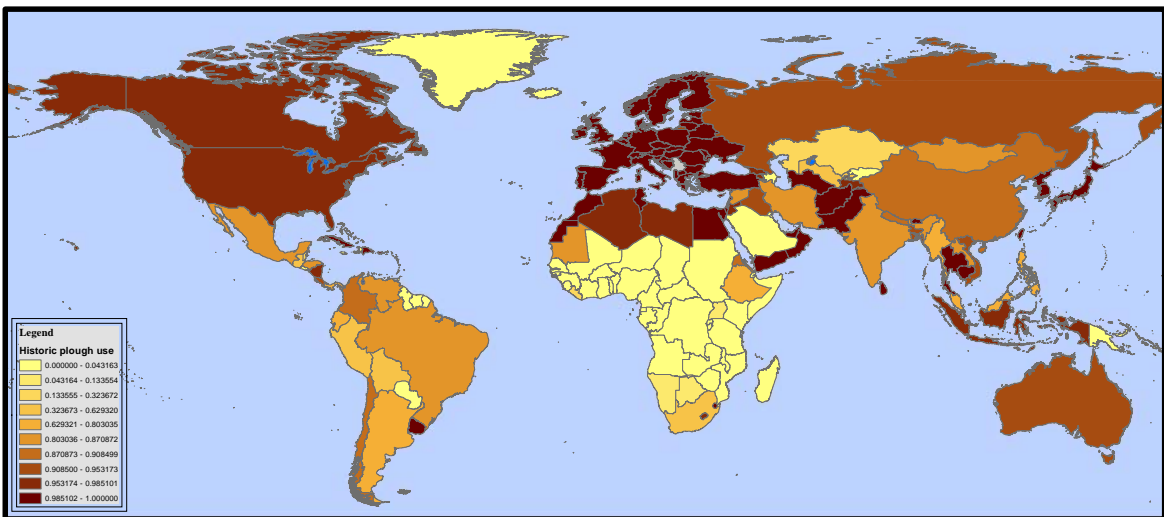 Legend
Historic plough use
0.000000 - 0.043163
0.043164 - 0.133554
0.133555 - 0.323672
0.323673 - 0.629320
0.629321 - 0.803035
0.803036 - 0.870872
0.870873 - 0.908499
0.908500 - 0.953173
0.953174 - 0.985101
0.985102 - 1.000000